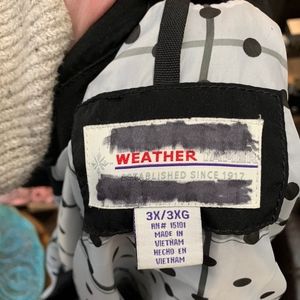 WEATHER
ESTABLISHED SINCE 1917
3X/3XG
RN# 15101
MADE IN
VIETNAM
HECHO EN
VIETNAM